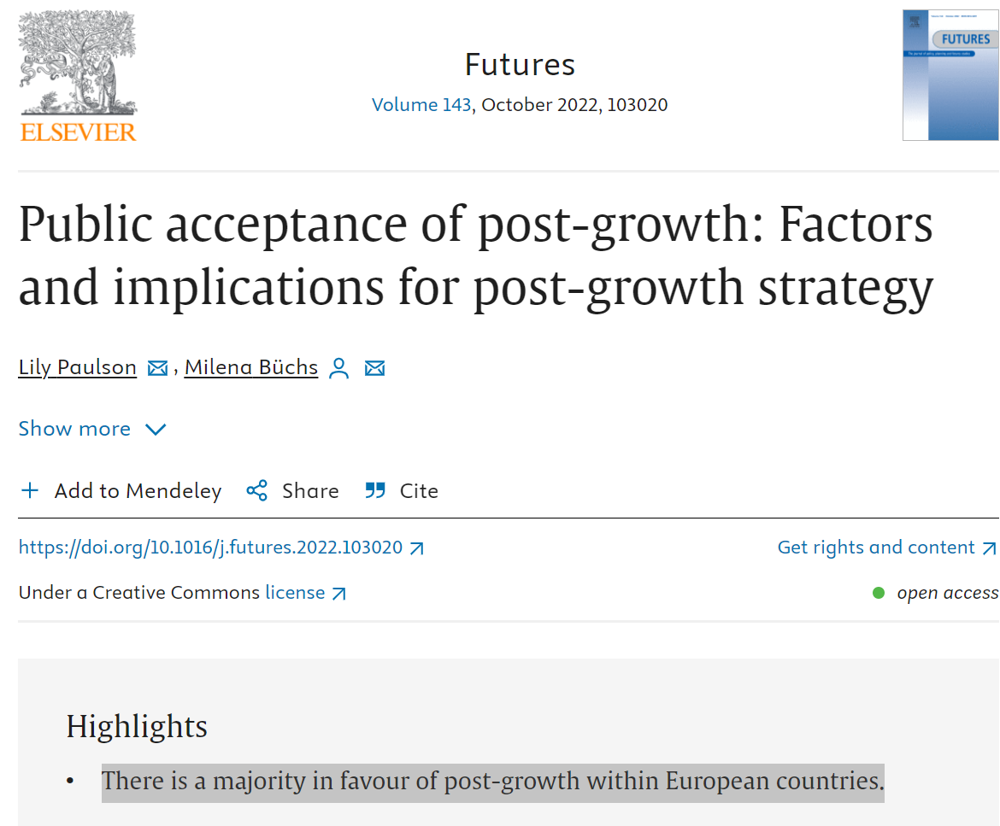 ELSEVIER
Futures
Volume 143, October 2022, 103020
FUTURES
Public acceptance of post-growth: Factors
and implications for post-growth strategy
Lily Paulson , Milena Büchs
Show more
Add to Mendeley Share Cite
https://doi.org/10.1016/j.futures.2022.103020
Get rights and content
Under a Creative Commons license
open access
Highlights
• There is a majority in favour of post-growth within European countries.